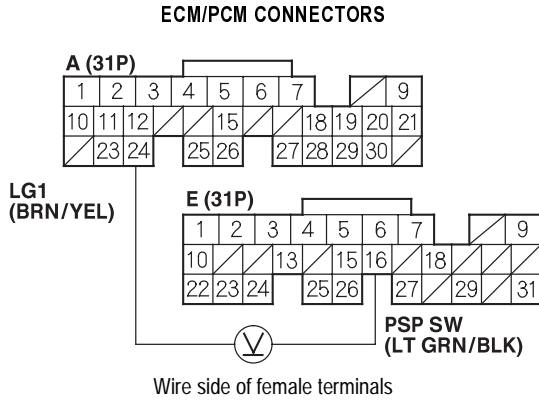 ECM/PCM CONNECTORS
A (31P)
1 2 3 4 5 6 7 9
10 11 12 15 18 19 20 21
23 24 25 26 27 28 29 30
LG1
(BRN/YEL)
E (31P)
1 2 3 4 5 6 7 9
10 13 15 16 18
22 23 24 25 26 27 29 31
V
PSP SW
(LT GRN/BLK)
Wire side of female terminals